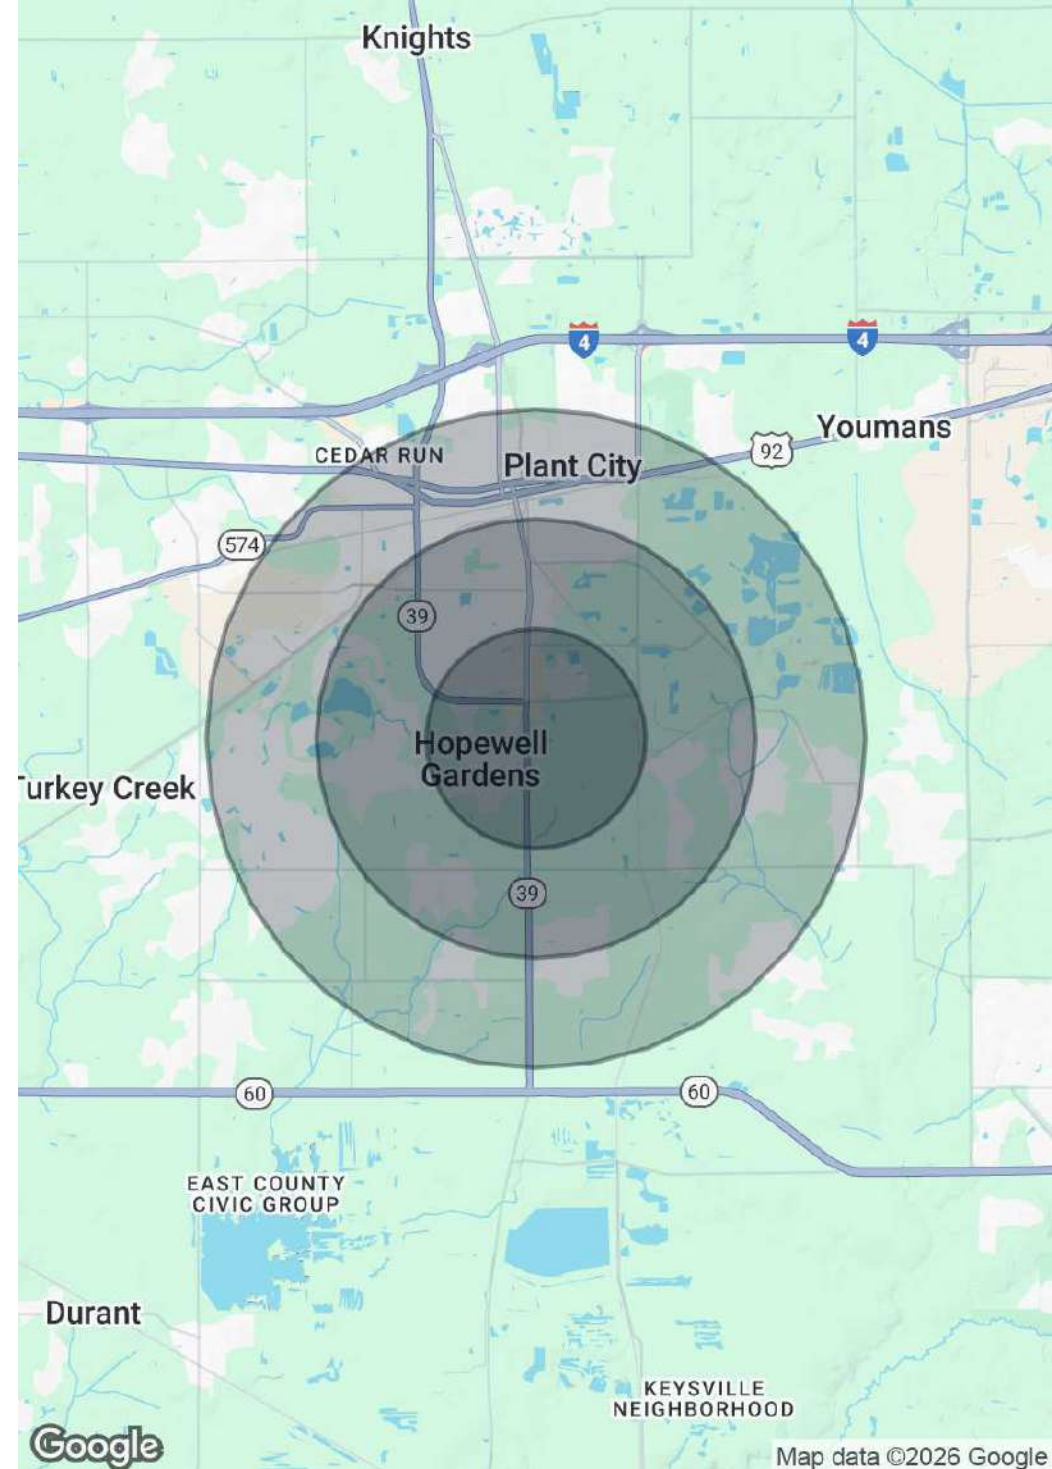 Knights
4
4
Youmans
CEDAR RUN
92
Plant City
574
39
Hopewell
Gardens
Turkey Creek
39
60
60
EAST COUNTY
CIVIC GROUP
Durant
KEYSVILLE
NEIGHBORHOOD
Google
Map data ©2026 Google